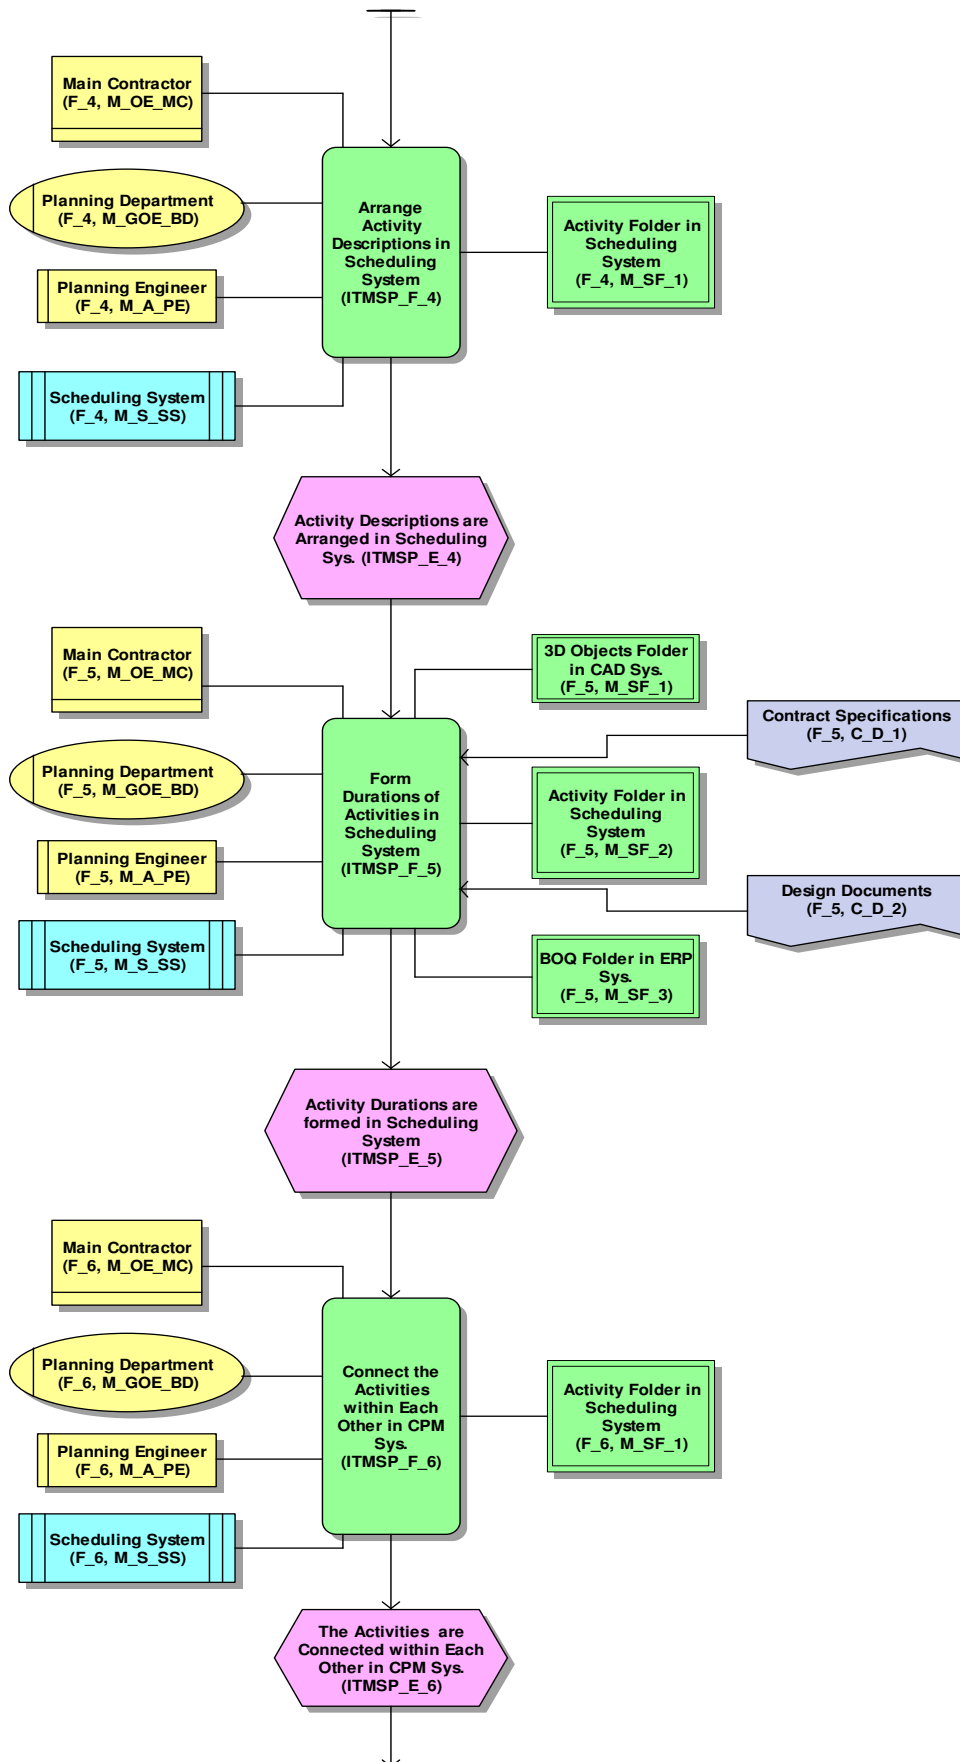 Main Contractor
(F_4, M_OE_MC)
Planning Department
(F_4, M_GOE_BD)
Planning Engineer
(F_4, M_A_PE)
Scheduling System
(F_4, M_S_SS)
Arrange
Activity
Descriptions in
Scheduling
System
(ITMSP_F_4)
Activity Folder in
Scheduling
System
(F_4, M_SF_1)
Activity Descriptions are
Arranged in Scheduling
Sys. (ITMSP_E_4)
Main Contractor
(F_5, M_OE_MC)
Planning Department
(F_5, M_GOE_BD)
Planning Engineer
(F_5, M_A_PE)
Scheduling System
(F_5, M_S_SS)
Form
Durations of
Activities in
Scheduling
System
(ITMSP_F_5)
3D Objects Folder
in CAD Sys.
(F_5, M_SF_1)
Contract Specifications
(F_5, C_D_1)
Activity Folder in
Scheduling
System
(F_5, M_SF_2)
Design Documents
(F_5, C_D_2)
BOQ Folder in ERP
Sys.
(F_5, M_SF_3)
Activity Durations are
formed in Scheduling
System
(ITMSP_E_5)
Main Contractor
(F_6, M_OE_MC)
Planning Department
(F_6, M_GOE_BD)
Planning Engineer
(F_6, M_A_PE)
Scheduling System
(F_6, M_S_SS)
Connect the
Activities
within Each
Other in CPM
Sys.
(ITMSP_F_6)
Activity Folder in
Scheduling
System
(F_6, M_SF_1)
The Activities are
Connected within Each
Other in CPM Sys.
(ITMSP_E_6)